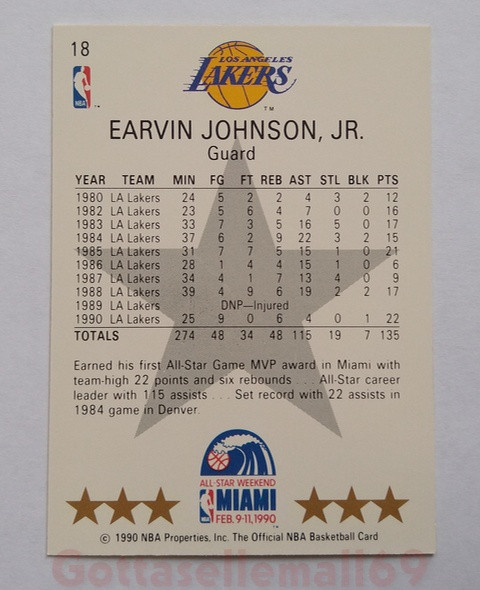 18
LOS ANGELES
LAKERS
TM
NBA
EARVIN JOHNSON, JR.
Guard
YEAR TEAM MIN FG FT REB AST STL BLK PTS
1980 LA Lakers 24 5 2 2 4 3 2 12
1982 LA Lakers 23 5 6 4 7 0 0 16
1983 LA Lakers 33 7 3 5 16 5 0 17
1984 LA Lakers 37 6 2 9 22 3 2 15
1985 LA Lakers 31 7 7 5 15 1 0 21
1986 LA Lakers 28 1 4 4 15 1 0 6
1987 LA Lakers 34 4 1 7 13 4 0 9
1988 LA Lakers 39 4 9 6 19 2 2 17
1989 LA Lakers DNP—Injured
1990 LA Lakers 25 9 0 6 4 0 1 22
TOTALS 274 48 34 48 115 19 7 135
Earned his first All-Star Game MVP award in Miami with
team-high 22 points and six rebounds . . . All-Star career
leader with 115 assists . . . Set record with 22 assists in
1984 game in Denver.
ALL-STAR WEEKEND
NBA MIAMI
FEB. 9-11, 1990
© 1990 NBA Properties, Inc. The Official NBA Basketball Card
Gottasellemall69